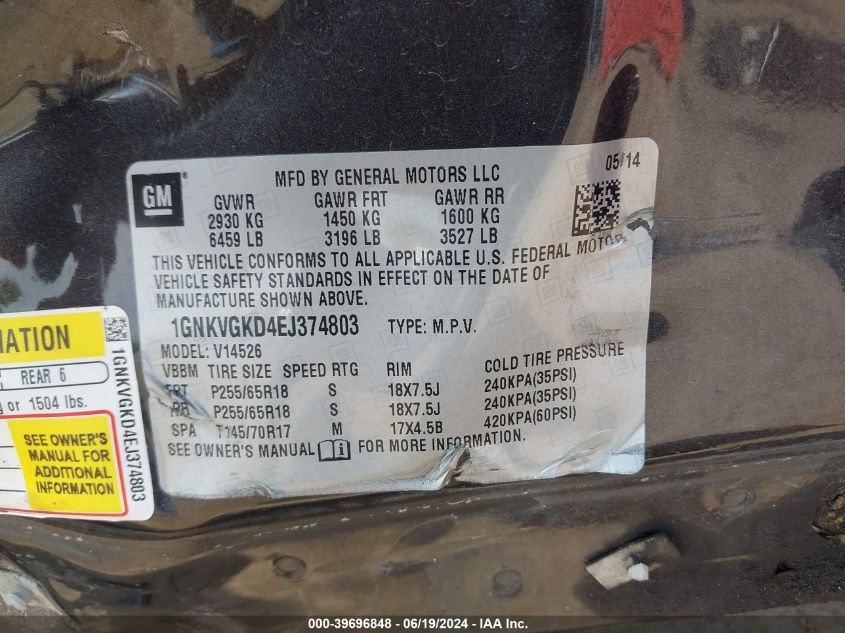 GM
MFD BY GENERAL MOTORS LLC
05/14
GVWR GAWR FRT GAWR RR
2930 KG 1450 KG 1600 KG
6459 LB 3196 LB 3527 LB
THIS VEHICLE CONFORMS TO ALL APPLICABLE U.S. FEDERAL MOTOR
VEHICLE SAFETY STANDARDS IN EFFECT ON THE DATE OF
MANUFACTURE SHOWN ABOVE.
1GNKVGKD4EJ374803 TYPE: M.P.V.
MODEL: V14526
VBBM TIRE SIZE SPEED RTG RIM COLD TIRE PRESSURE
FRT P255/65R18 S 18X7.5J 240KPA(35PSI)
RR P255/65R18 S 18X7.5J 240KPA(35PSI)
SPA T145/70R17 M 17X4.5B 420KPA(60PSI)
SEE OWNER'S MANUAL FOR MORE INFORMATION.
REAR 6
or 1504 lbs.
SEE OWNER'S
MANUAL FOR
ADDITIONAL
INFORMATION
1GNKVGKD4EJ374803
000-39696848 - 06/19/2024 - IAA Inc.